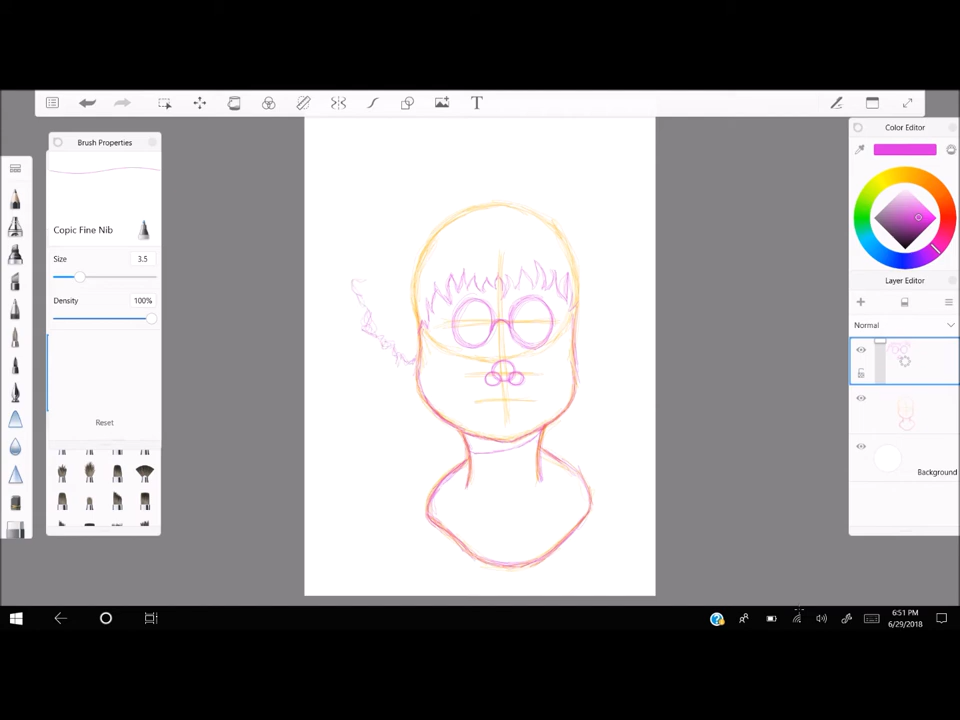 T
Brush Properties
Color Editor
Copic Fine Nib
Size
3.5
Density
100%
Reset
Layer Editor
Normal
Background
6:51 PM
6/29/2018